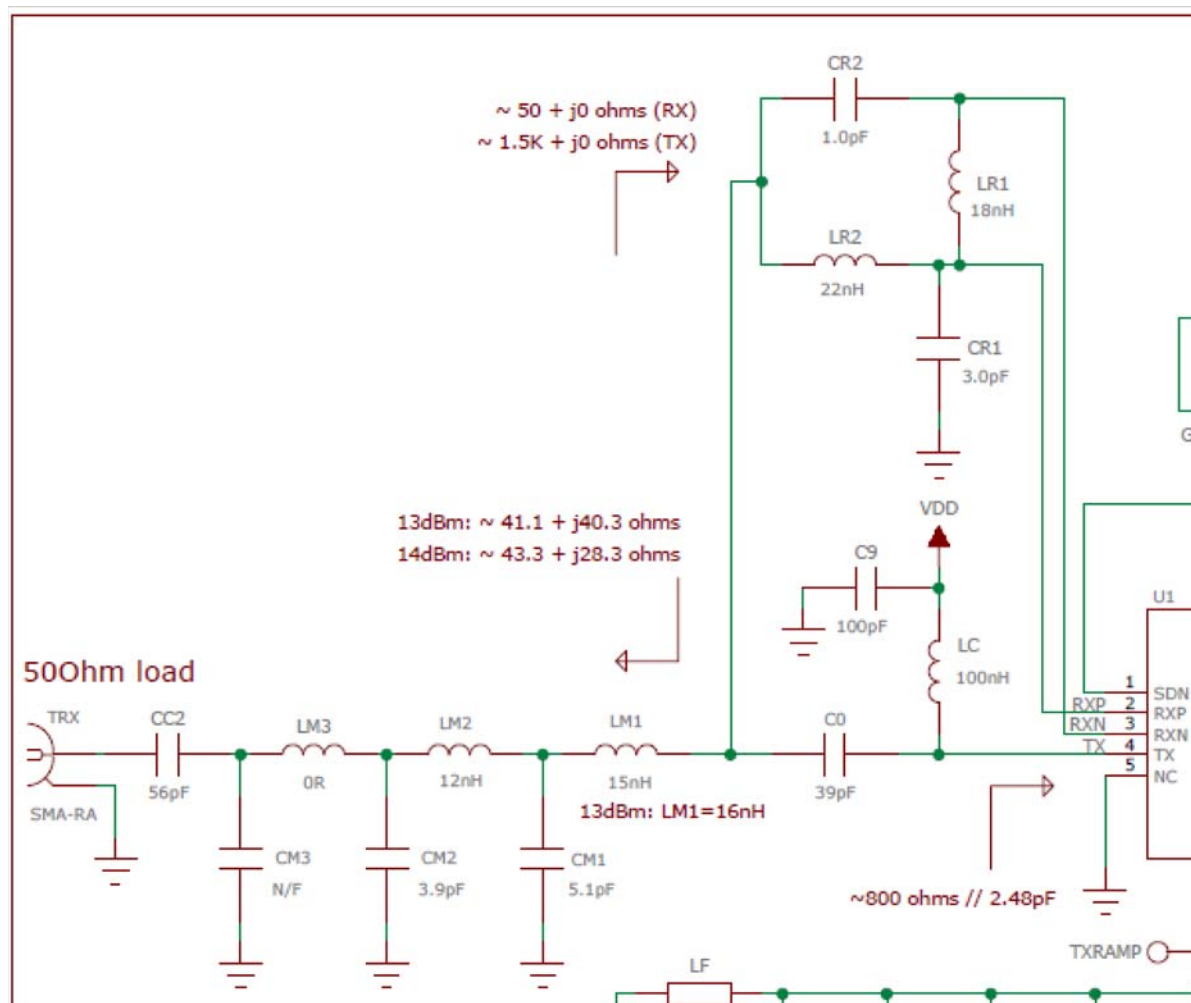 CR2
~ 50 + j0 ohms (RX)
1.0pF
~ 1.5K + j0 ohms (TX)
LR1
18nH
LR2
22nH
CR1
3.0pF
G
VDD
13dBm: ~ 41.1 + j40.3 ohms
14dBm: ~ 43.3 + j28.3 ohms
C9
100pF
U1
LC
100nH
50Ohm load
1
SDN
RXP
2
RXP
RXN
3
RXN
TX
4
TX
5
NC
TRX
CC2
LM3
LM2
LM1
C0
56pF
0R
12nH
15nH
39pF
SMA-RA
13dBm: LM1=16nH
CM3
N/F
CM2
3.9pF
CM1
5.1pF
~800 ohms // 2.48pF
TXRAMP
LF